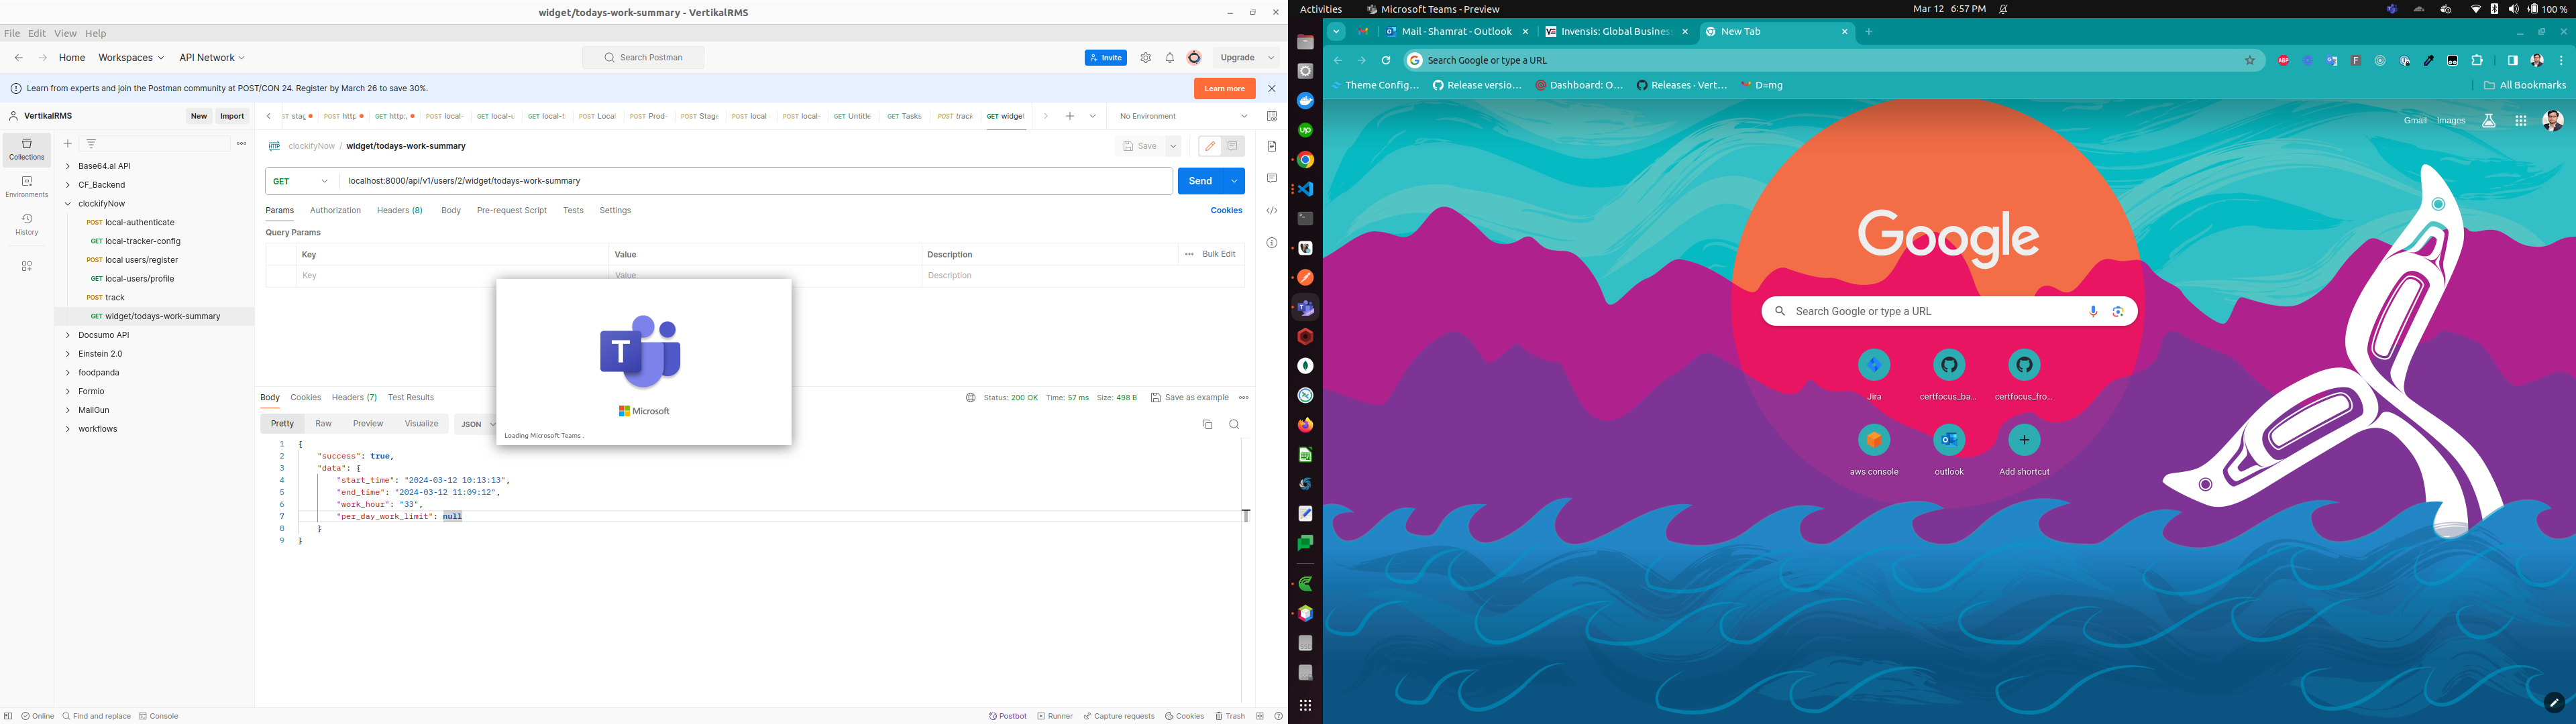 widget/todays-work-summary - VertikalRMS
File Edit View Help
Home Workspaces API Network
Search Postman
Invite
Upgrade
Learn from experts and join the Postman community at POST/CON 24. Register by March 26 to save 30%.
Learn more
VertikalRMS
New Import
POST http:
GET http:
POST local-
GET local-u
GET local-t
POST Local
POST Prod-
POST Stage
POST local
POST local-
GET Untitle
GET Tasks
POST track
GET widget
No Environment
Collections
Environments
History
Base64.ai API
CF_Backend
clockifyNow
POST local-authenticate
GET local-tracker-config
POST local users/register
GET local-users/profile
POST track
GET widget/todays-work-summary
Docsumo API
Einstein 2.0
foodpanda
Formio
MailGun
workflows
clockifyNow / widget/todays-work-summary
Save
GET localhost:8000/api/v1/users/2/widget/todays-work-summary
Send
Params Authorization Headers (8) Body Pre-request Script Tests Settings
Cookies
Query Params
Key Value Description Bulk Edit
Key Value Description
T
Microsoft
Loading Microsoft Teams .
Body Cookies Headers (7) Test Results
Status: 200 OK Time: 57 ms Size: 498 B Save as example
Pretty Raw Preview Visualize JSON
1 {
2 "success": true,
3 "data": {
4 "start_time": "2024-03-12 10:13:13",
5 "end_time": "2024-03-12 11:09:12",
6 "work_hour": "33",
7 "per_day_work_limit": null
8 }
9 }
Online Find and replace Console
Postbot Runner Capture requests Cookies Trash
Activities Microsoft Teams - Preview
Mar 12 6:57 PM
100 %
Mail - Shamrat - Outlook
Invensis: Global Business
New Tab
Search Google or type a URL
ABP
Theme Config…
Release versio…
Dashboard: O…
Releases · Vert…
D=mg
All Bookmarks
Gmail Images
Google
Search Google or type a URL
Jira
certfocus_ba…
certfocus_fro…
aws console
outlook
Add shortcut